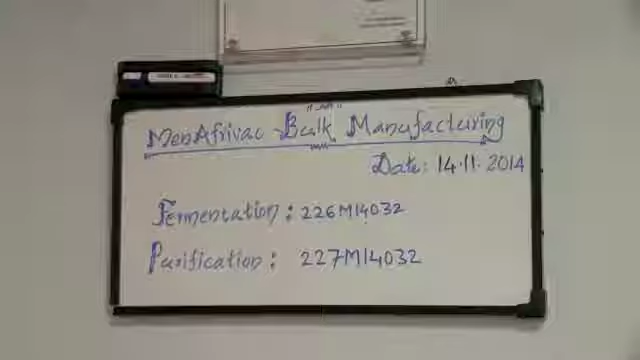 MenAfrivac Bulk Manufacturing
Date: 14.11.2014
Fermentation: 226M14032
Purification: 227M14032